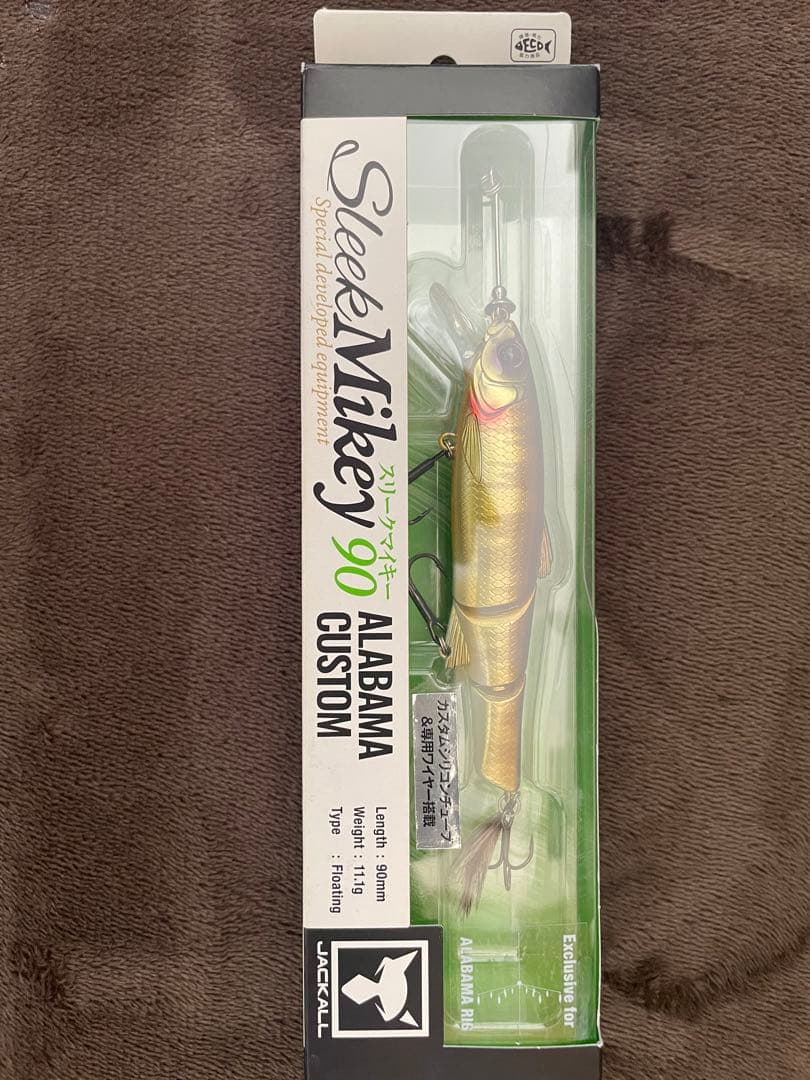 ECO
Sleek Mikey 90
Special developed equipment
スリークマイキー
ALABAMA
CUSTOM
カスタムシリコンチューブ
&専用ワイヤー搭載
Length : 90mm
Weight : 11.1g
Type : Floating
JACKALL
Exclusive for
ALABAMA RIG